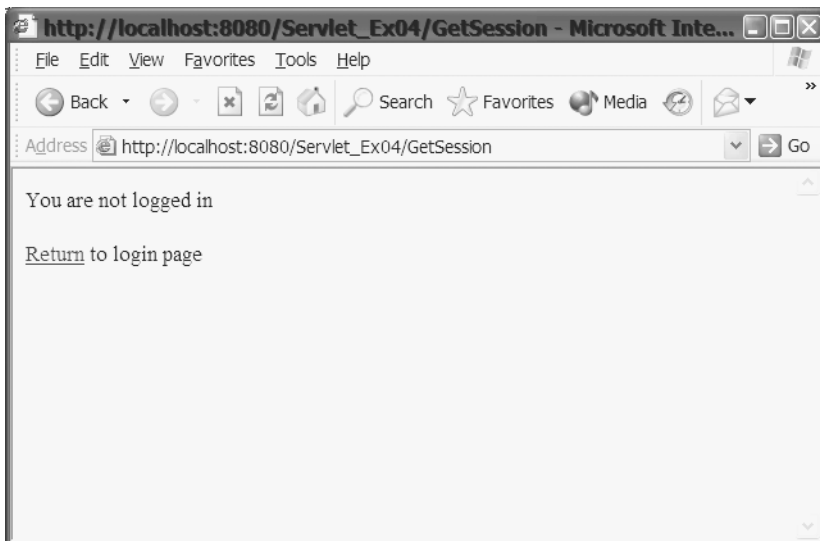 http://localhost:8080/Servlet_Ex04/GetSession - Microsoft Inte...
File Edit View Favorites Tools Help
Back Search Favorites Media »
Address http://localhost:8080/Servlet_Ex04/GetSession Go
You are not logged in
Return to login page